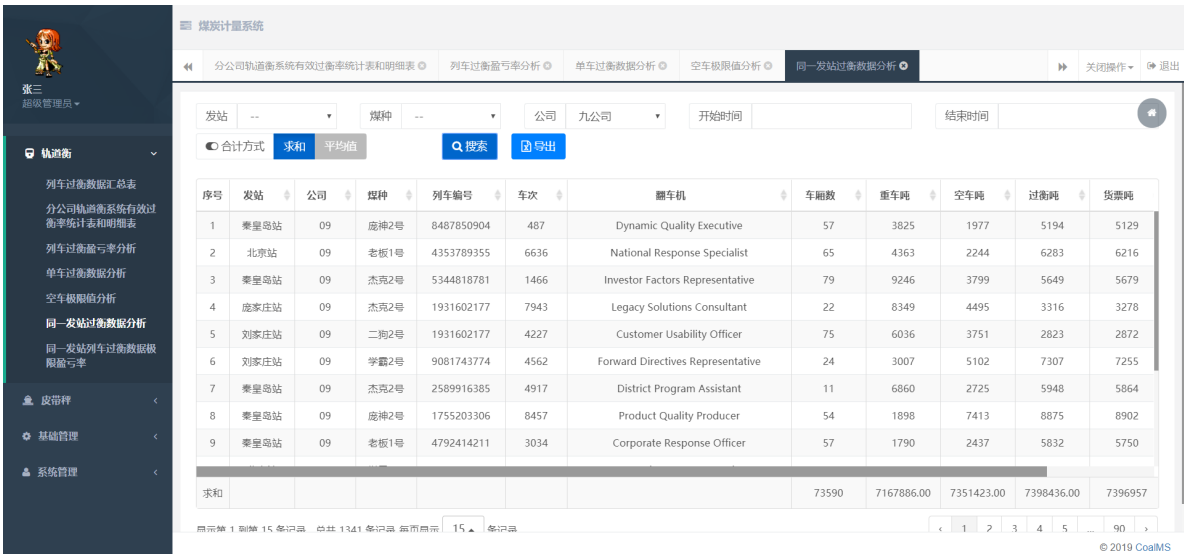 煤炭计量系统
张三
超级管理员
分公司轨道衡系统有效过衡率统计表和明细表 列车过衡盈亏率分析 单车过衡数据分析 空车极限值分析 同一发站过衡数据分析 关闭操作 退出
轨道衡
列车过衡数据汇总表
分公司轨道衡系统有效过
衡率统计表和明细表
列车过衡盈亏率分析
单车过衡数据分析
空车极限值分析
同一发站过衡数据分析
同一发站列车过衡数据极
限盈亏率
皮带秤
基础管理
系统管理
发站 -- 煤种 -- 公司 九公司 开始时间 结束时间
合计方式 求和 平均值 搜索 导出
序号 发站 公司 煤种 列车编号 车次 翻车机 车厢数 重车吨 空车吨 过衡吨 货票吨
1 秦皇岛站 09 庞神2号 8487850904 487 Dynamic Quality Executive 57 3825 1977 5194 5129
2 北京站 09 老板1号 4353789355 6636 National Response Specialist 65 4363 2244 6283 6216
3 秦皇岛站 09 杰克2号 5344818781 1466 Investor Factors Representative 79 9246 3799 5649 5679
4 庞家庄站 09 杰克2号 1931602177 7943 Legacy Solutions Consultant 22 8349 4495 3316 3278
5 刘家庄站 09 二狗2号 1931602177 4227 Customer Usability Officer 75 6036 3751 2823 2872
6 刘家庄站 09 学霸2号 9081743774 4562 Forward Directives Representative 24 3007 5102 7307 7255
7 秦皇岛站 09 杰克2号 2589916385 4917 District Program Assistant 11 6860 2725 5948 5864
8 秦皇岛站 09 庞神2号 1755203306 8457 Product Quality Producer 54 1898 7413 8875 8902
9 秦皇岛站 09 老板1号 4792414211 3034 Corporate Response Officer 57 1790 2437 5832 5750
求和 73590 7167886.00 7351423.00 7398436.00 7396957
显示第 1 到第 15 条记录，总共 1341 条记录 每页显示 15 条记录 1 2 3 4 5 ... 90
© 2019 CoalMS